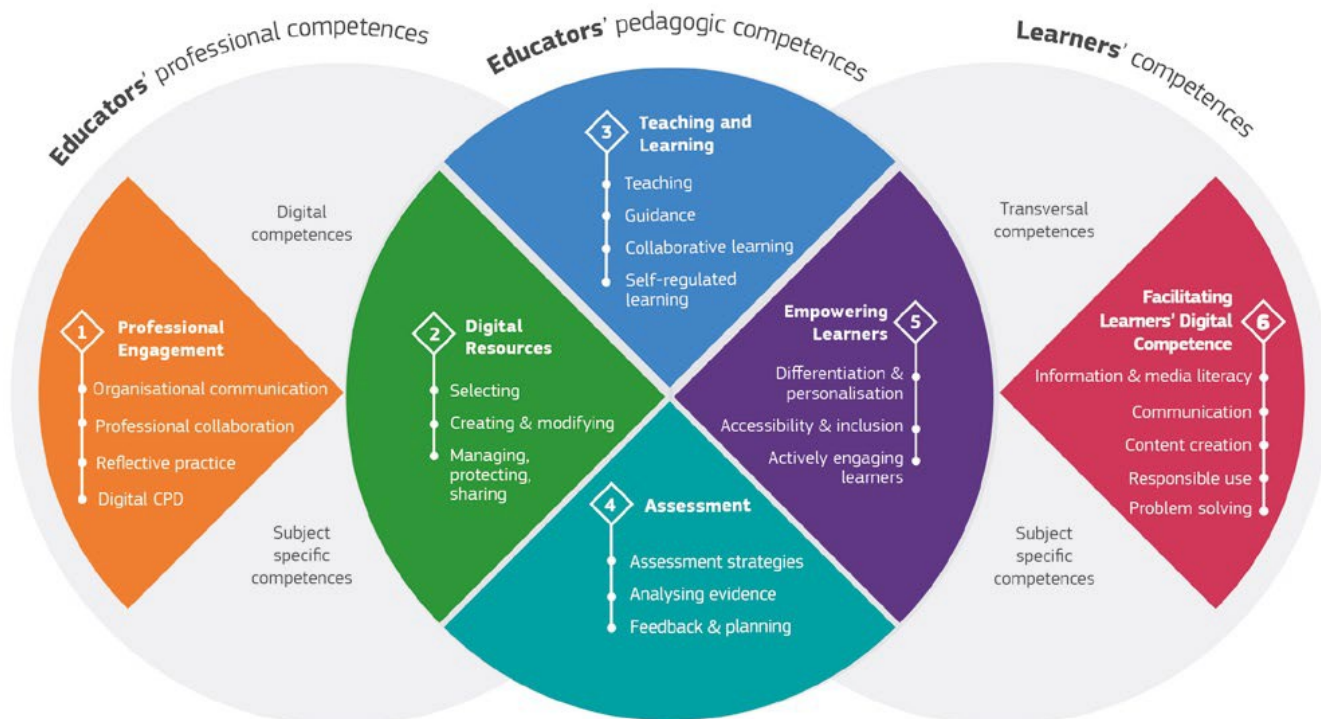 Educators' professional competences
Educators' pedagogic competences
Learners' competences
Digital
competences
Subject
specific
competences
1
Professional
Engagement
Organisational communication
Professional collaboration
Reflective practice
Digital CPD
2
Digital
Resources
Selecting
Creating & modifying
Managing,
protecting,
sharing
3
Teaching and
Learning
Teaching
Guidance
Collaborative learning
Self-regulated
learning
4
Assessment
Assessment strategies
Analysing evidence
Feedback & planning
Empowering
Learners
5
Differentiation &
personalisation
Accessibility & inclusion
Actively engaging
learners
Transversal
competences
Subject
specific
competences
Facilitating
Learners' Digital
Competence
6
Information & media literacy
Communication
Content creation
Responsible use
Problem solving